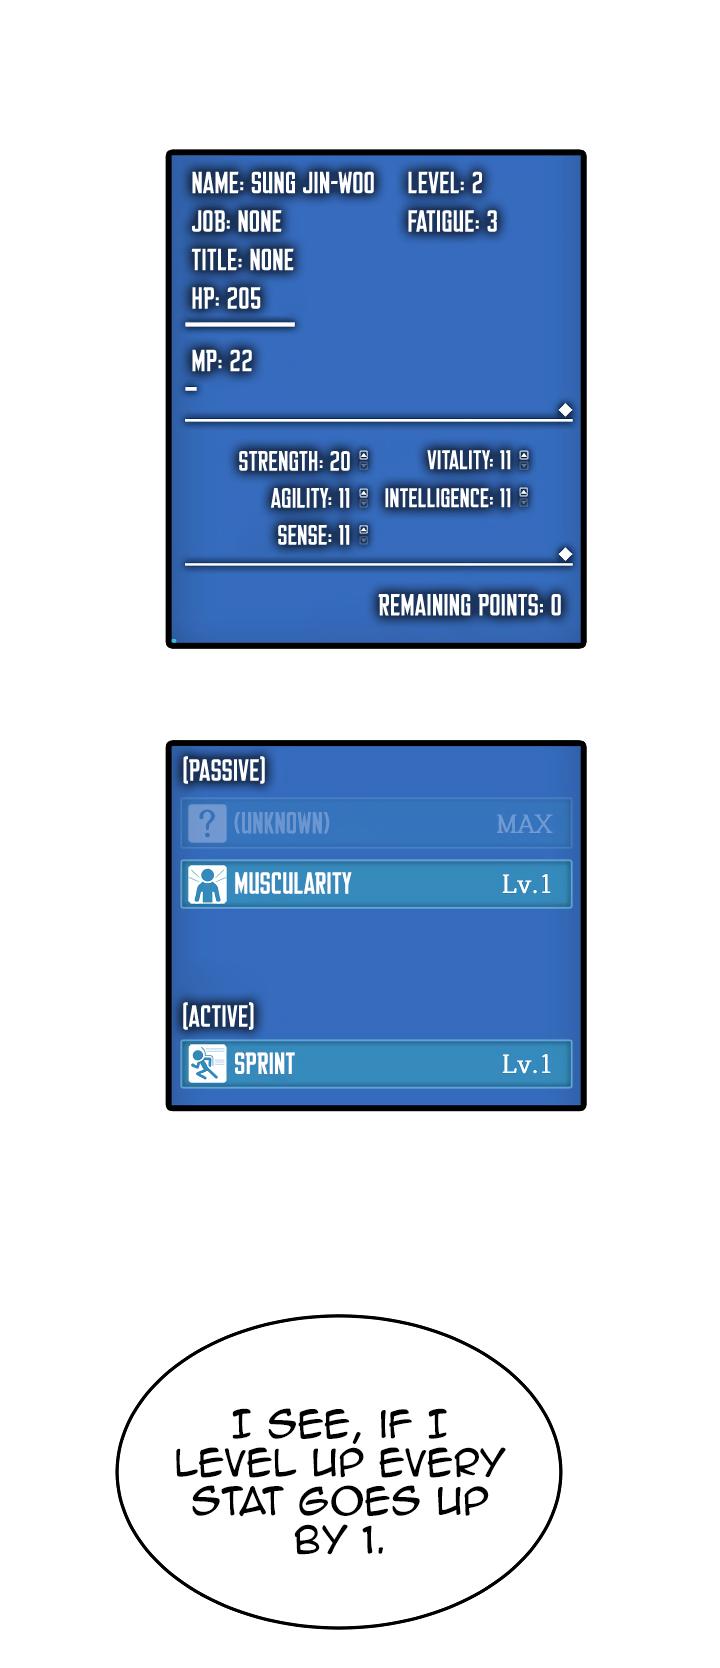 NAME: SUNG JIN-WOO LEVEL: 2
JOB: NONE FATIGUE: 3
TITLE: NONE
HP: 205
MP: 22
STRENGTH: 20 VITALITY: 11
AGILITY: 11 INTELLIGENCE: 11
SENSE: 11
REMAINING POINTS: 0
(PASSIVE)
? (UNKNOWN) MAX
MUSCULARITY Lv.1
(ACTIVE)
SPRINT Lv.1
I SEE, IF I
LEVEL UP EVERY
STAT GOES UP
BY 1.